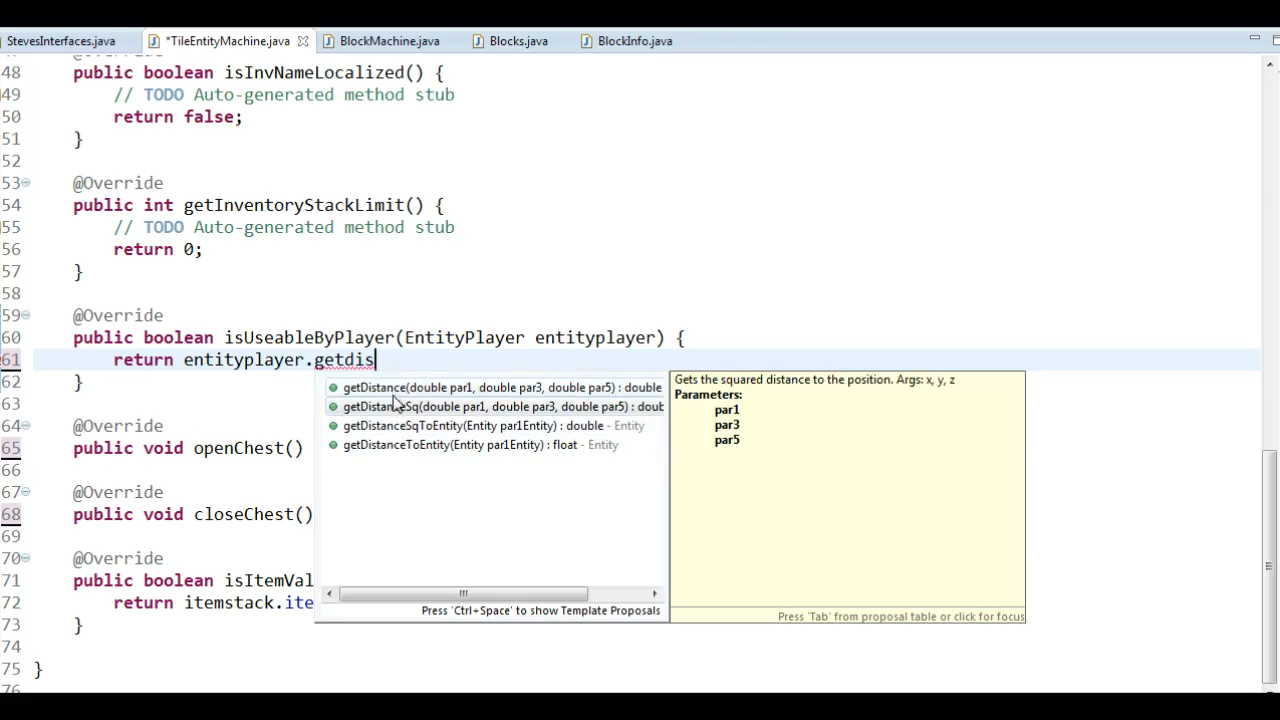 StevesInterfaces.java *TileEntityMachine.java BlockMachine.java Blocks.java BlockInfo.java
48 public boolean isInvNameLocalized() {
49 // TODO Auto-generated method stub
50 return false;
51 }
52
53 @Override
54 public int getInventoryStackLimit() {
55 // TODO Auto-generated method stub
56 return 0;
57 }
58
59 @Override
60 public boolean isUseableByPlayer(EntityPlayer entityplayer) {
61 return entityplayer.getdis
62 }
63
64 @Override
65 public void openChest()
66
67 @Override
68 public void closeChest()
69
70 @Override
71 public boolean isItemVal
72 return itemstack.ite
73 }
74
75 }
76
getDistance(double par1, double par3, double par5) : double
getDistanceSq(double par1, double par3, double par5) : doub
getDistanceSqToEntity(Entity par1Entity) : double - Entity
getDistanceToEntity(Entity par1Entity) : float - Entity
Press 'Ctrl+Space' to show Template Proposals
Gets the squared distance to the position. Args: x, y, z
Parameters:
par1
par3
par5
Press 'Tab' from proposal table or click for focus